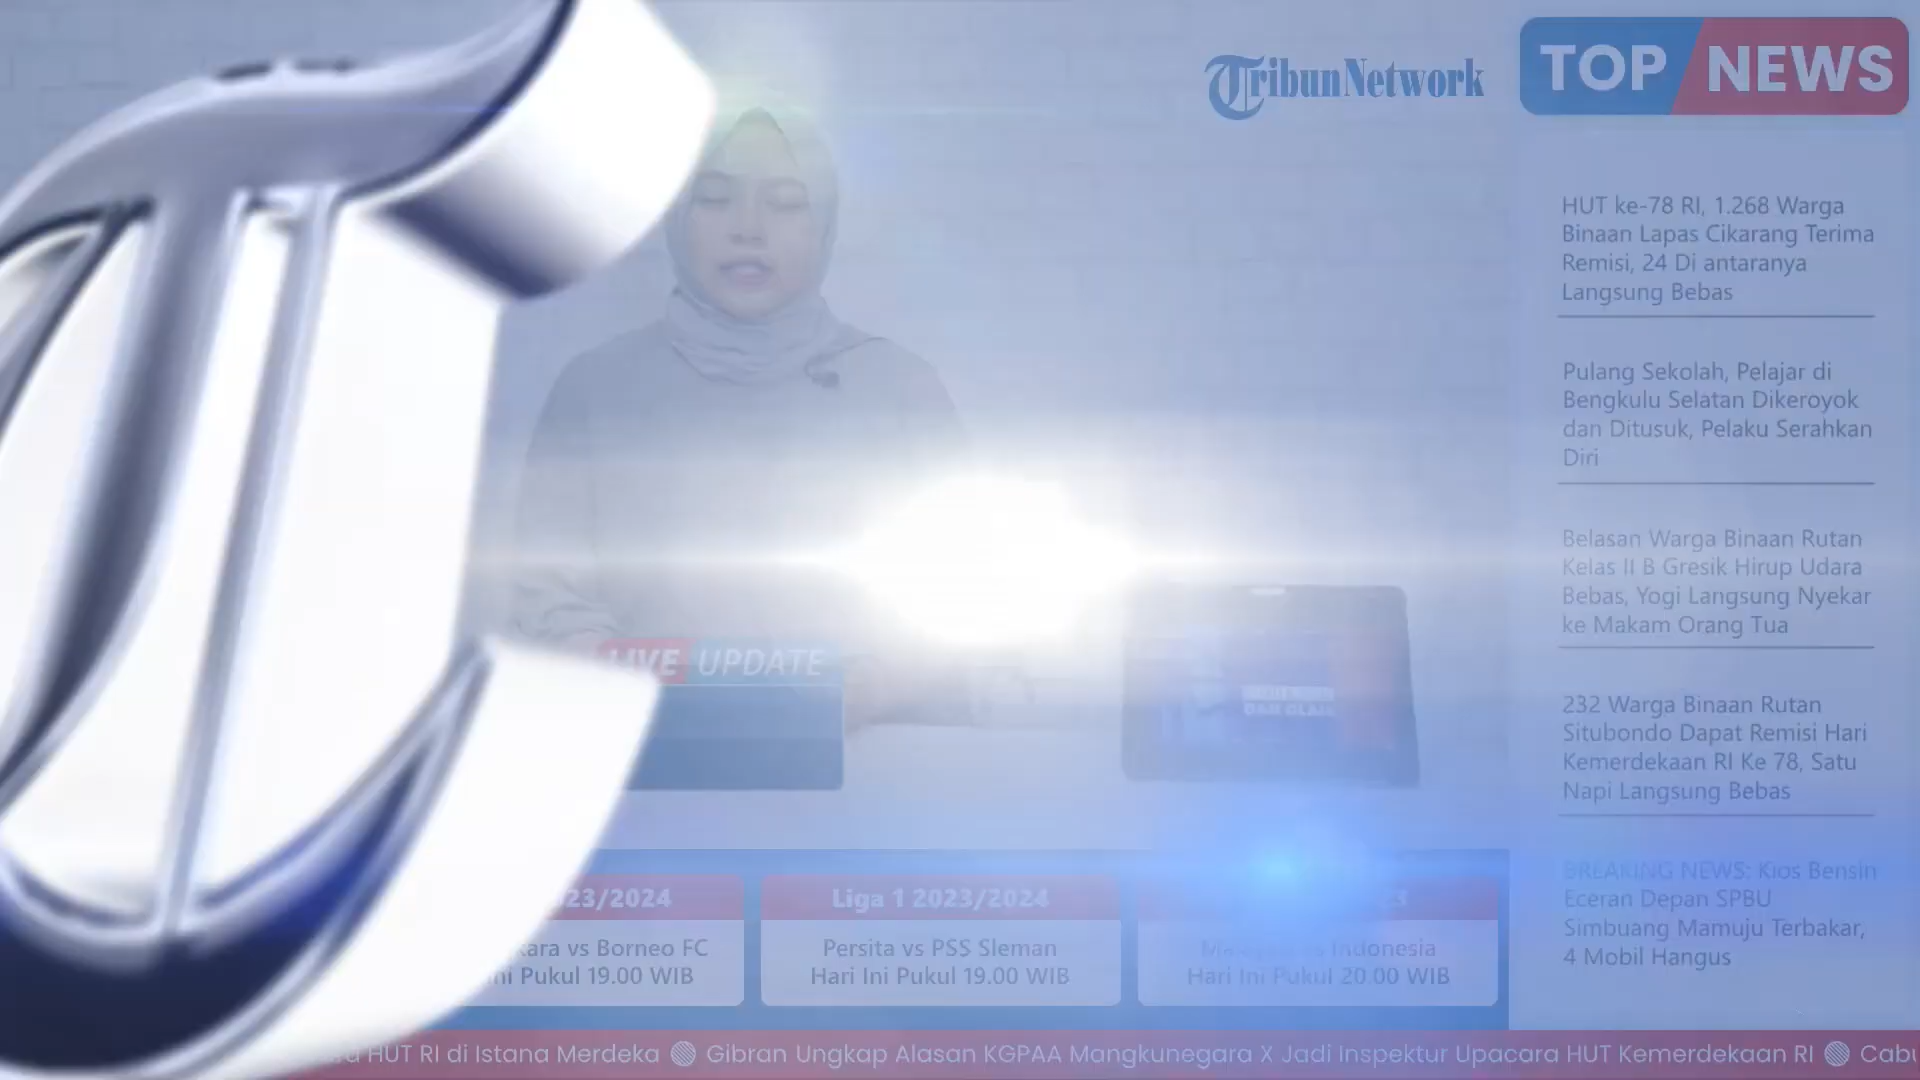 TribunNetwork
TOP NEWS
HUT ke-78 RI, 1.268 Warga
Binaan Lapas Cikarang Terima
Remisi, 24 Di antaranya
Langsung Bebas
Pulang Sekolah, Pelajar di
Bengkulu Selatan Dikeroyok
dan Ditusuk, Pelaku Serahkan
Diri
Belasan Warga Binaan Rutan
Kelas II B Gresik Hirup Udara
Bebas, Yogi Langsung Nyekar
ke Makam Orang Tua
232 Warga Binaan Rutan
Situbondo Dapat Remisi Hari
Kemerdekaan RI Ke 78, Satu
Napi Langsung Bebas
BREAKING NEWS: Kios Bensin
Eceran Depan SPBU
Simbuang Mamuju Terbakar,
4 Mobil Hangus
LIVE UPDATE
23/2024
vs Borneo FC
Pukul 19.00 WIB
Liga 1 2023/2024
Persita vs PSS Sleman
Hari Ini Pukul 19.00 WIB
Indonesia
Hari Ini Pukul 20.00 WIB
HUT RI di Istana Merdeka
Gibran Ungkap Alasan KGPAA Mangkunegara X Jadi Inspektur Upacara HUT Kemerdekaan RI